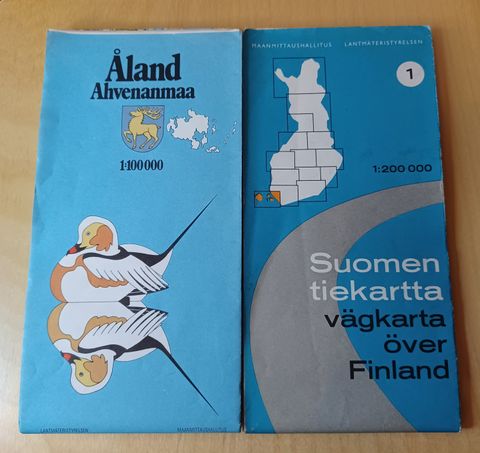 Åland
Ahvenanmaa
1:100 000
LANTMÄTERISTYRELSEN MAANMITTAUSHALLITUS
MAANMITTAUSHALLITUS LANTMÄTERISTYRELSEN
1
1:200 000
Suomen
tiekartta
vägkarta
över
Finland